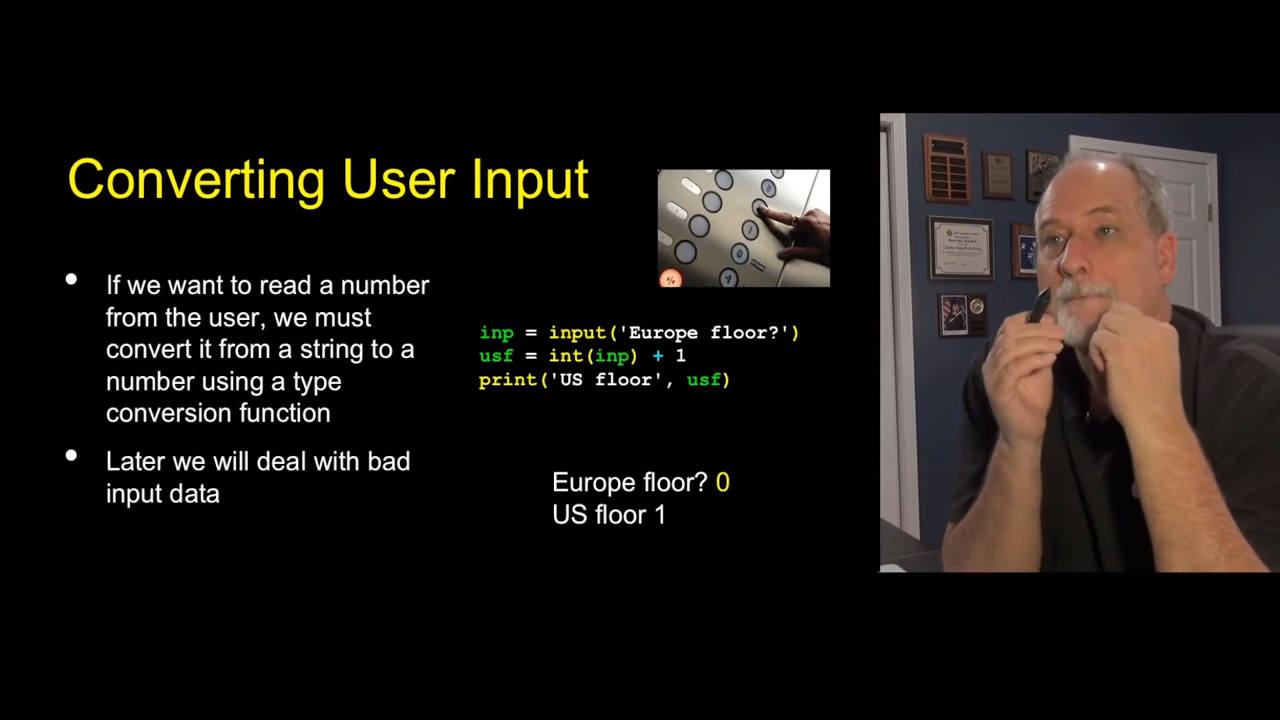 Converting User Input
If we want to read a number
from the user, we must
convert it from a string to a
number using a type
conversion function
Later we will deal with bad
input data
inp = input('Europe floor?')
usf = int(inp) + 1
print('US floor', usf)
Europe floor? 0
US floor 1